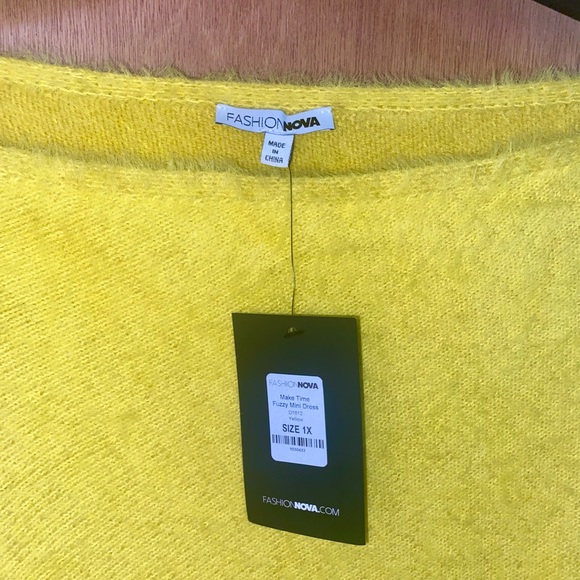 FASHIONNOVA
MADE
IN
CHINA
FASHIONNOVA
Make Time
Fuzzy Mini Dress
Yellow
SIZE 1X
FASHIONNOVA.COM